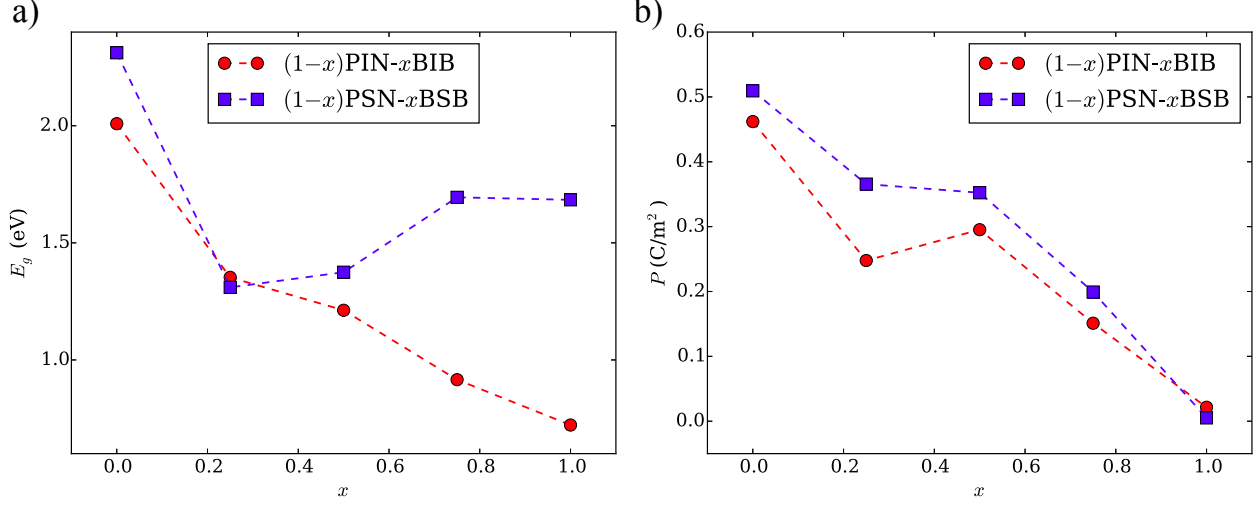 a)
(1−x)PIN-xBIB
(1−x)PSN-xBSB
E_g (eV)
2.0
1.5
1.0
0.0 0.2 0.4 0.6 0.8 1.0
x
b)
(1−x)PIN-xBIB
(1−x)PSN-xBSB
P (C/m²)
0.6
0.5
0.4
0.3
0.2
0.1
0.0
0.0 0.2 0.4 0.6 0.8 1.0
x